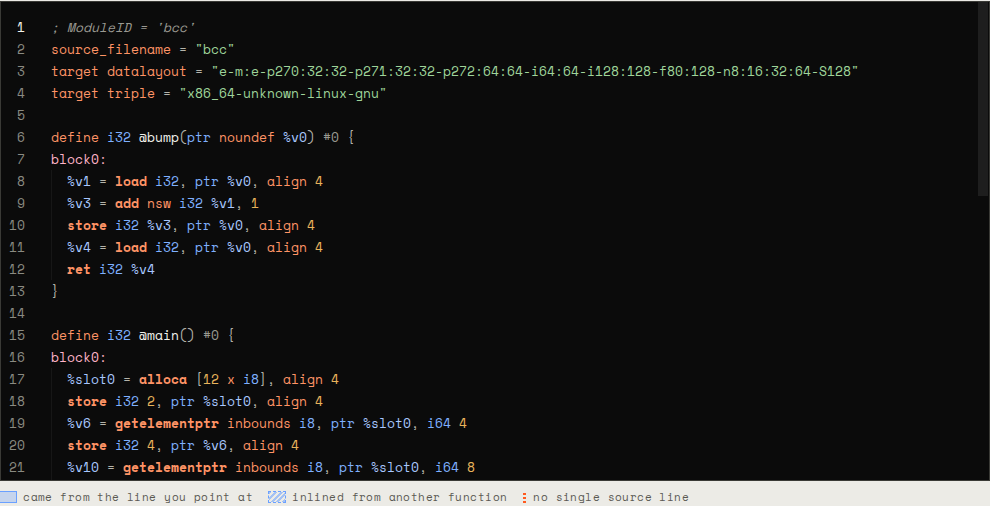 1 ; ModuleID = 'bcc'
2 source_filename = "bcc"
3 target datalayout = "e-m:e-p270:32:32-p271:32:32-p272:64:64-i64:64-i128:128-f80:128-n8:16:32:64-S128"
4 target triple = "x86_64-unknown-linux-gnu"
5
6 define i32 @bump(ptr noundef %v0) #0 {
7 block0:
8 %v1 = load i32, ptr %v0, align 4
9 %v3 = add nsw i32 %v1, 1
10 store i32 %v3, ptr %v0, align 4
11 %v4 = load i32, ptr %v0, align 4
12 ret i32 %v4
13 }
14
15 define i32 @main() #0 {
16 block0:
17 %slot0 = alloca [12 x i8], align 4
18 store i32 2, ptr %slot0, align 4
19 %v6 = getelementptr inbounds i8, ptr %slot0, i64 4
20 store i32 4, ptr %v6, align 4
21 %v10 = getelementptr inbounds i8, ptr %slot0, i64 8
came from the line you point at inlined from another function no single source line